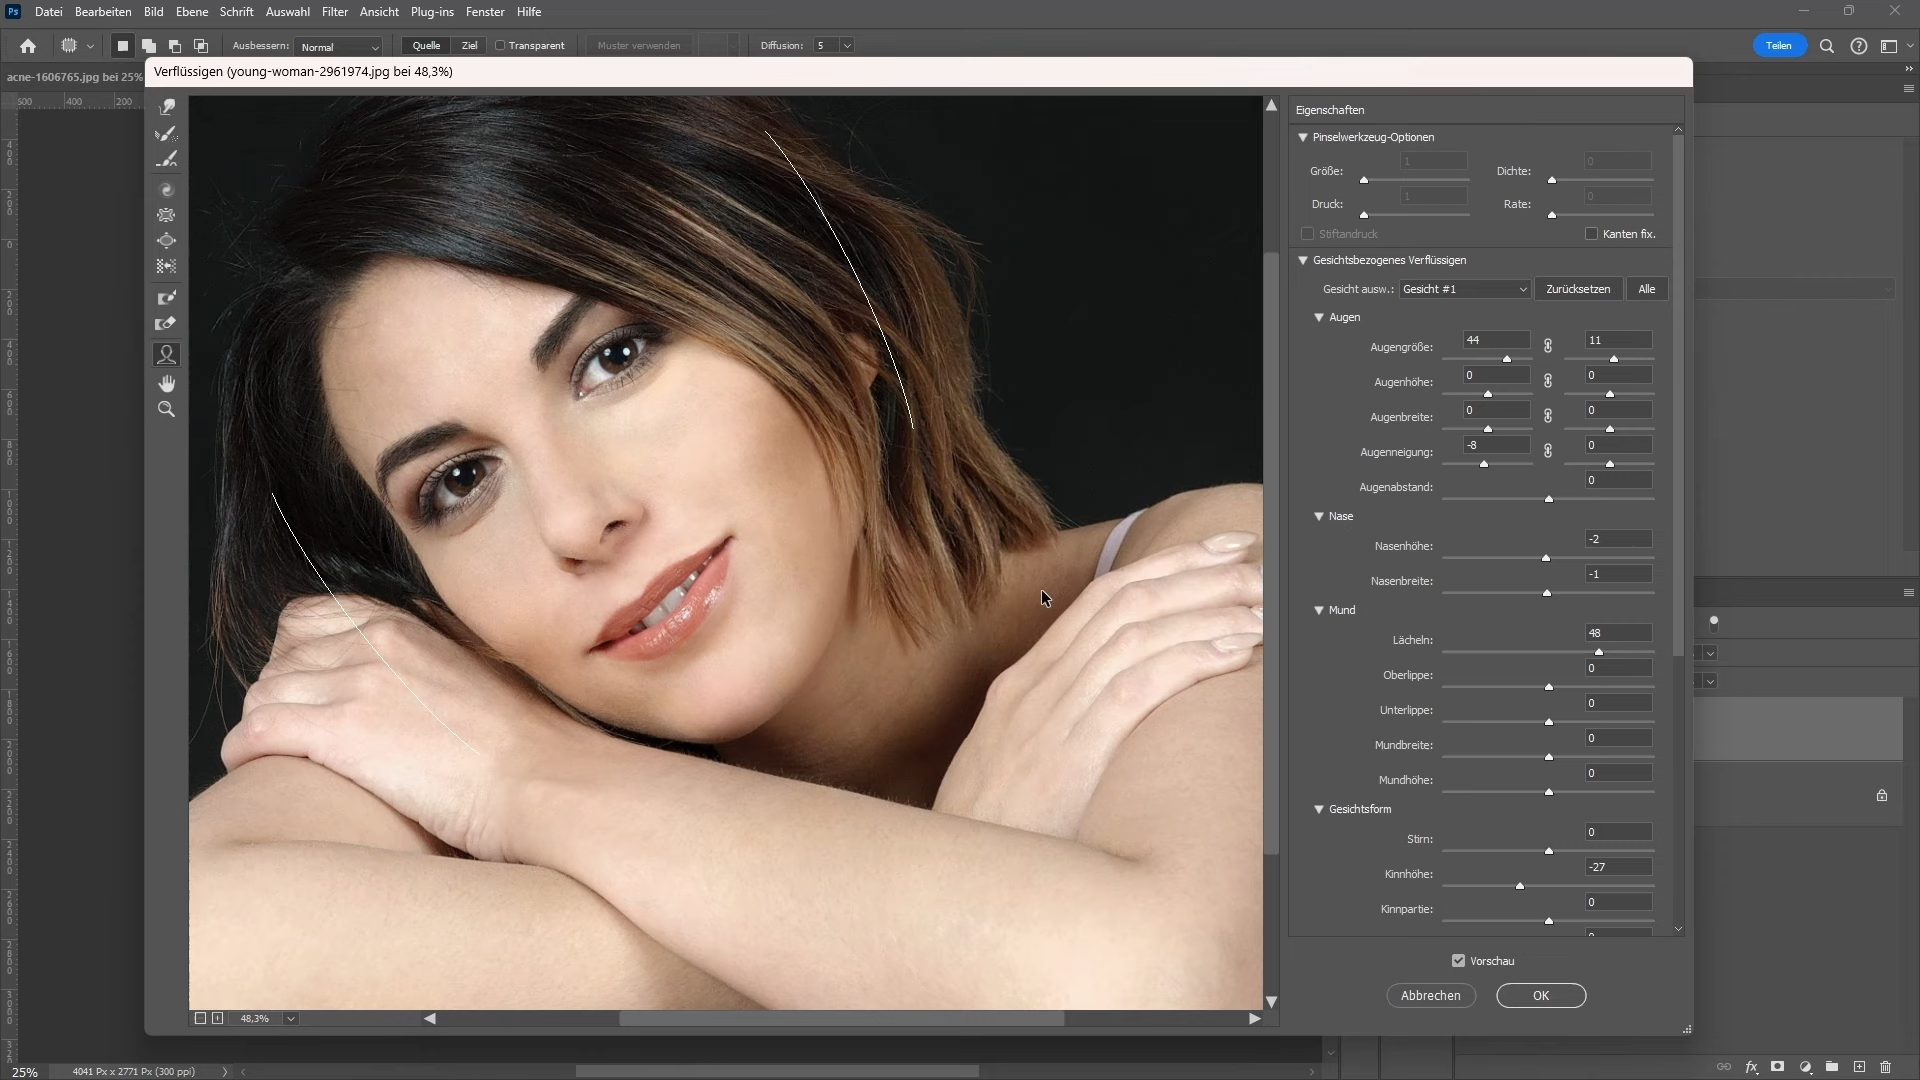 Ps Datei Bearbeiten Bild Ebene Schrift Auswahl Filter Ansicht Plug-ins Fenster Hilfe
Ausbessern: Normal Quelle Ziel Transparent Muster verwenden Diffusion: 5 Teilen
acne-1606765.jpg bei 25%
Verflüssigen (young-woman-2961974.jpg bei 48,3%)
Eigenschaften
Pinselwerkzeug-Optionen
Größe: 1 Dichte: 0
Druck: 1 Rate: 0
Stiftandruck Kanten fix.
Gesichtsbezogenes Verflüssigen
Gesicht ausw.: Gesicht #1 Zurücksetzen Alle
Augen
Augengröße: 44 11
Augenhöhe: 0 0
Augenbreite: 0 0
Augenneigung: -8 0
Augenabstand: 0
Nase
Nasenhöhe: -2
Nasenbreite: -1
Mund
Lächeln: 48
Oberlippe: 0
Unterlippe: 0
Mundbreite: 0
Mundhöhe: 0
Gesichtsform
Stirn: 0
Kinnhöhe: -27
Kinnpartie: 0
Vorschau
Abbrechen OK
48,3%
25% 4041 Px x 2771 Px (300 ppi)